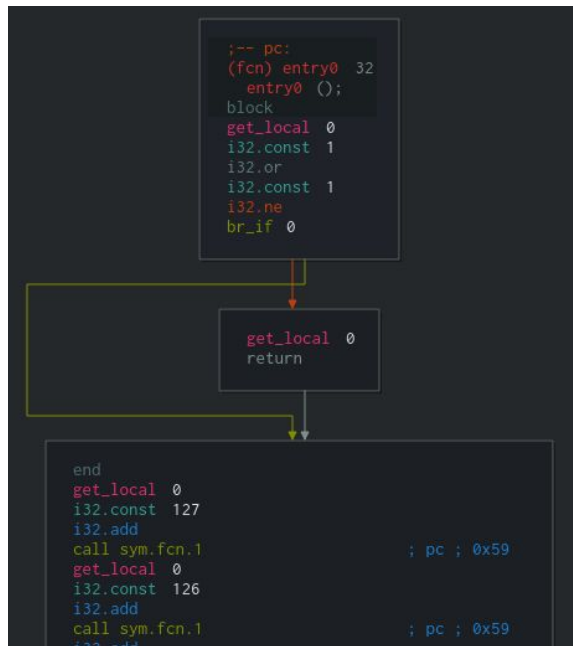 ;-- pc:
(fcn) entry0 32
entry0 ();
block
get_local 0
i32.const 1
i32.or
i32.const 1
i32.ne
br_if 0
get_local 0
return
end
get_local 0
i32.const 127
i32.add
call sym.fcn.1 ; pc ; 0x59
get_local 0
i32.const 126
i32.add
call sym.fcn.1 ; pc ; 0x59
i32.add